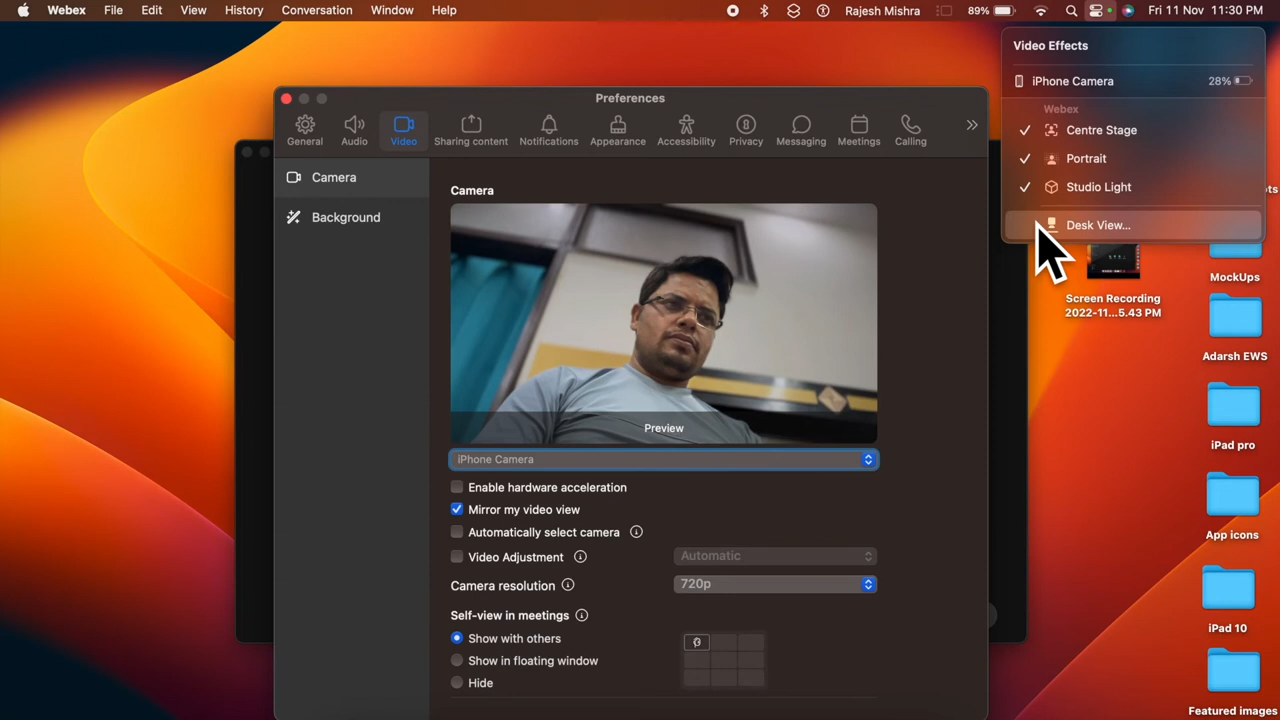 Webex File Edit View History Conversation Window Help Rajesh Mishra 89% Fri 11 Nov 11:30 PM
Video Effects
iPhone Camera 28%
Webex
Centre Stage
Portrait
Studio Light
Desk View...
Preferences
General Audio Video Sharing content Notifications Appearance Accessibility Privacy Messaging Meetings Calling
Camera
Background
Camera
Preview
iPhone Camera
Enable hardware acceleration
Mirror my video view
Automatically select camera
Video Adjustment Automatic
Camera resolution 720p
Self-view in meetings
Show with others
Show in floating window
Hide
ts
Screen Recording
2022-11...5.43 PM
MockUps
Adarsh EWS
iPad pro
App icons
iPad 10
Featured images